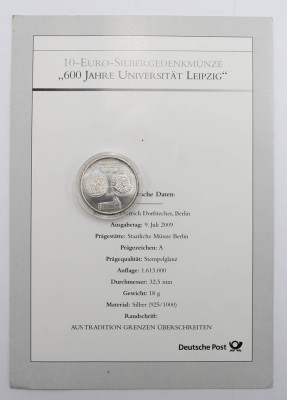 10-Euro-Silbergedenkmünze
„600 Jahre Universität Leipzig“
Daten:
Dorfstecher, Berlin
Ausgabetag: 9. Juli 2009
Prägestätte: Staatliche Münze Berlin
Prägezeichen: A
Prägequalität: Stempelglanz
Auflage: 1.613.000
Durchmesser: 32,5 mm
Gewicht: 18 g
Material: Silber (925/1000)
Randschrift:
AUS TRADITION GRENZEN ÜBERSCHREITEN
Deutsche Post